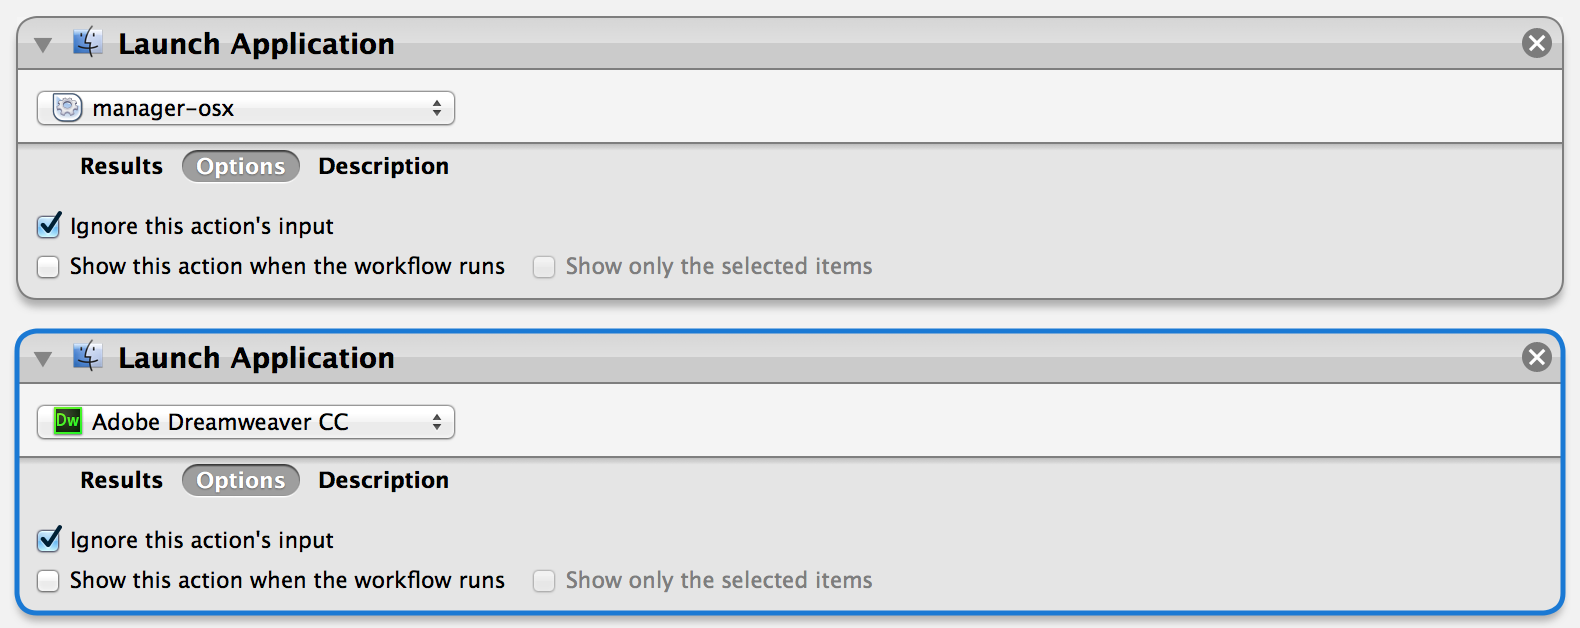 Launch Application
manager-osx
Results Options Description
Ignore this action's input
Show this action when the workflow runs Show only the selected items
Launch Application
Dw Adobe Dreamweaver CC
Results Options Description
Ignore this action's input
Show this action when the workflow runs Show only the selected items